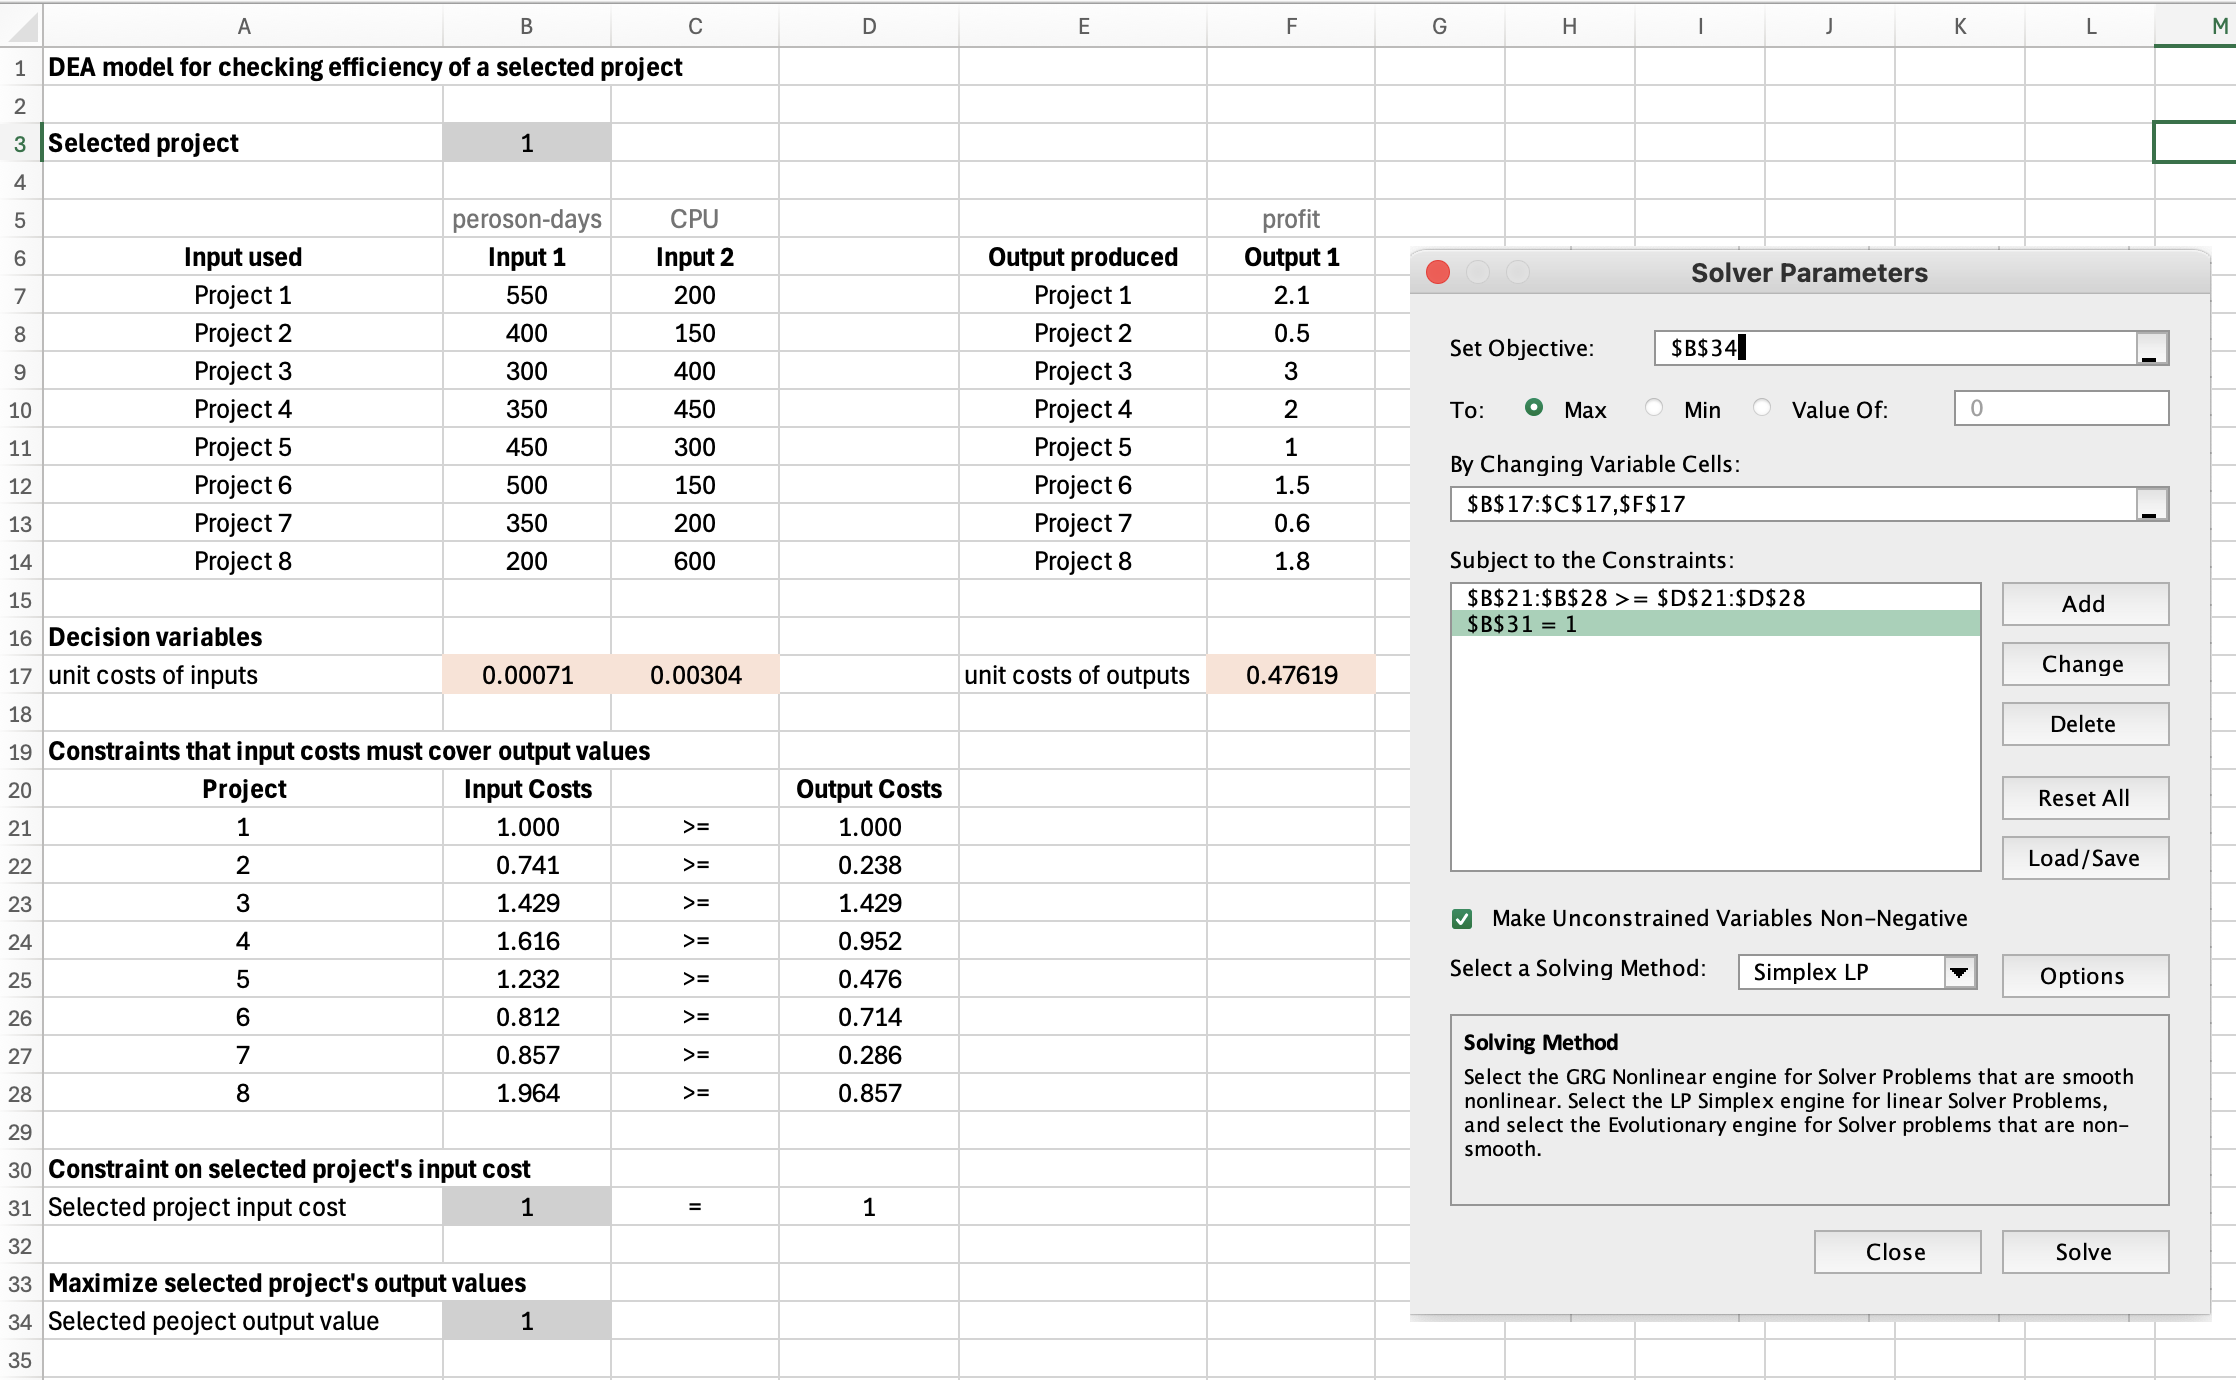 A B C D E F G H I J K L M
1 DEA model for checking efficiency of a selected project
2
3 Selected project 1
4
5 peroson-days CPU profit
6 Input used Input 1 Input 2 Output produced Output 1
7 Project 1 550 200 Project 1 2.1
8 Project 2 400 150 Project 2 0.5
9 Project 3 300 400 Project 3 3
10 Project 4 350 450 Project 4 2
11 Project 5 450 300 Project 5 1
12 Project 6 500 150 Project 6 1.5
13 Project 7 350 200 Project 7 0.6
14 Project 8 200 600 Project 8 1.8
15
16 Decision variables
17 unit costs of inputs 0.00071 0.00304 unit costs of outputs 0.47619
18
19 Constraints that input costs must cover output values
20 Project Input Costs Output Costs
21 1 1.000 >= 1.000
22 2 0.741 >= 0.238
23 3 1.429 >= 1.429
24 4 1.616 >= 0.952
25 5 1.232 >= 0.476
26 6 0.812 >= 0.714
27 7 0.857 >= 0.286
28 8 1.964 >= 0.857
29
30 Constraint on selected project's input cost
31 Selected project input cost 1 = 1
32
33 Maximize selected project's output values
34 Selected peoject output value 1
35
Solver Parameters
Set Objective: $B$34
To: Max Min Value Of: 0
By Changing Variable Cells:
$B$17:$C$17,$F$17
Subject to the Constraints:
$B$21:$B$28 >= $D$21:$D$28
$B$31 = 1
Add
Change
Delete
Reset All
Load/Save
Make Unconstrained Variables Non-Negative
Select a Solving Method: Simplex LP Options
Solving Method
Select the GRG Nonlinear engine for Solver Problems that are smooth
nonlinear. Select the LP Simplex engine for linear Solver Problems,
and select the Evolutionary engine for Solver problems that are non-
smooth.
Close Solve